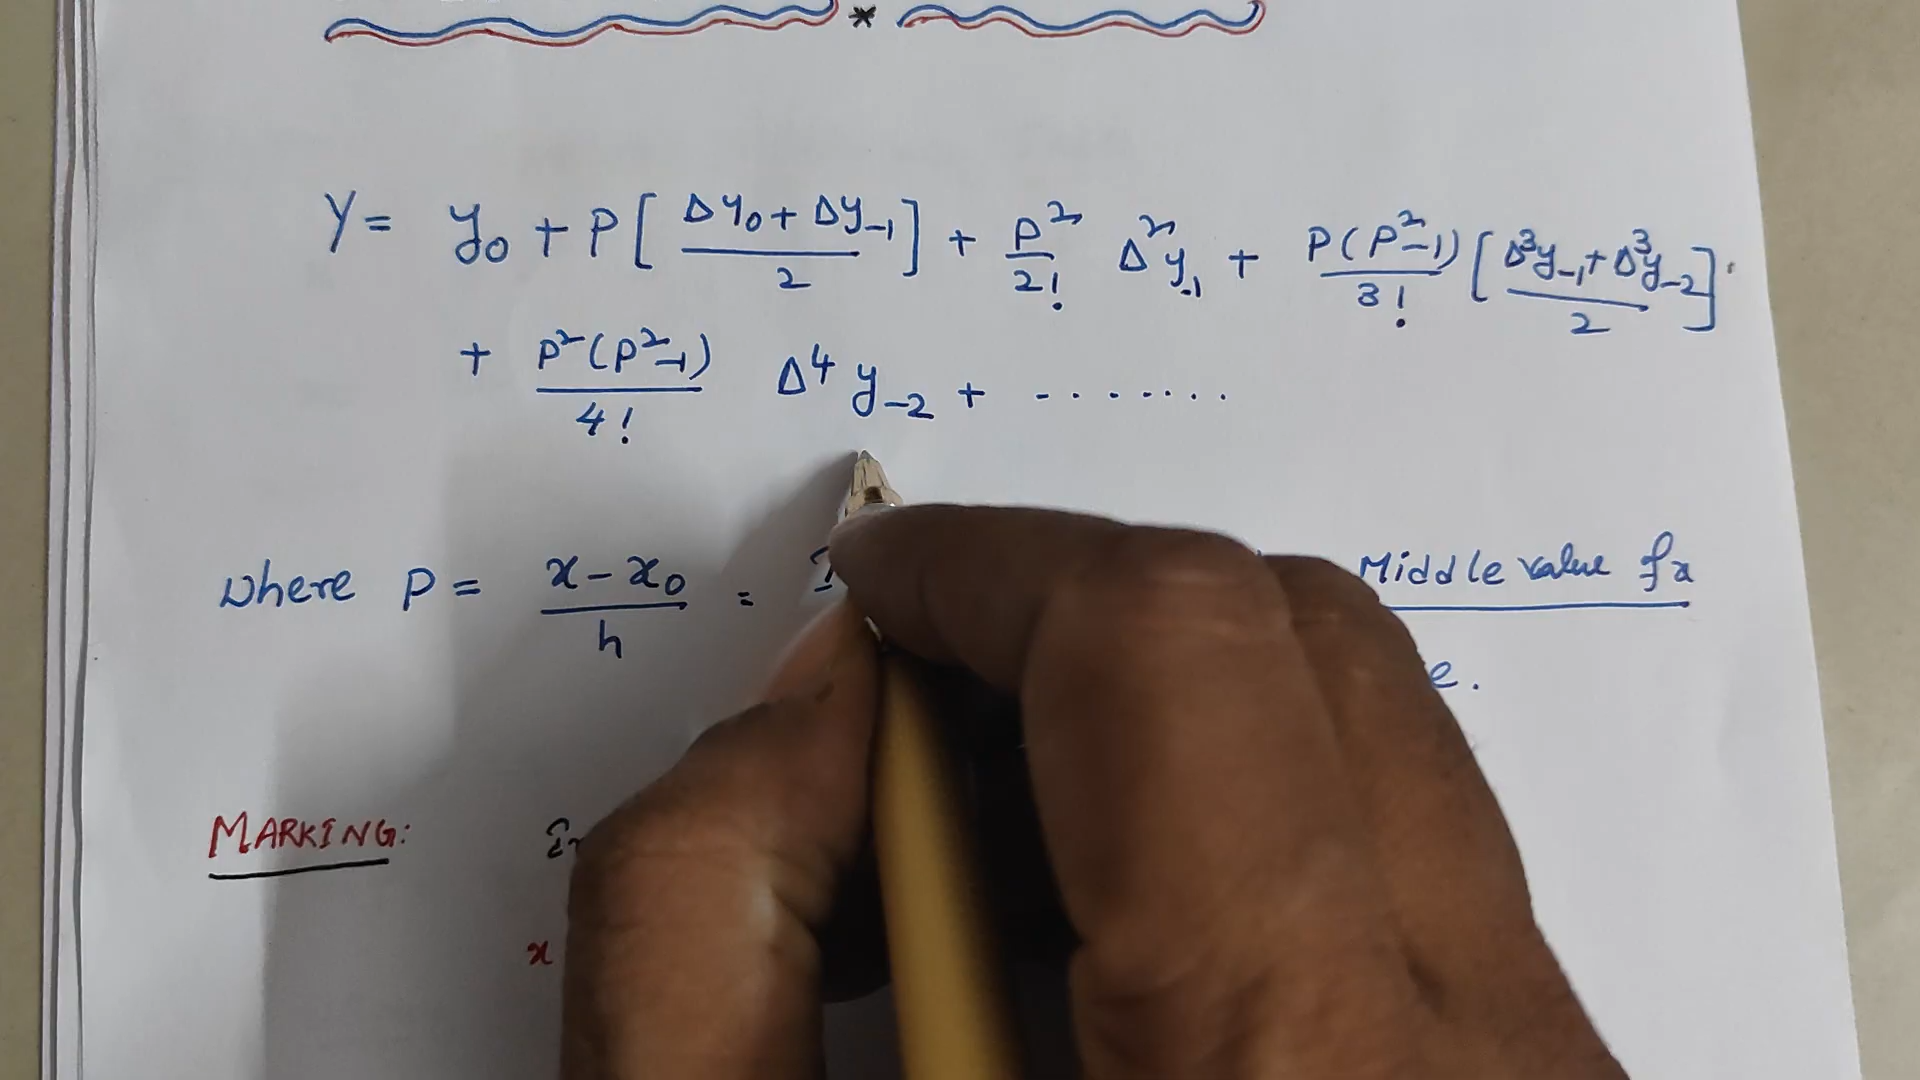 *
Y = y₀ + P [ (Δy₀ + Δy₋₁)/2 ] + P²/2! Δ²y₋₁ + P(P²-1)/3! [ (Δ³y₋₁ + Δ³y₋₂)/2 ]
+ P²(P²-1)/4! Δ⁴y₋₂ + ........
where P = (x - x₀)/h = Middle value of x
MARKING:
x